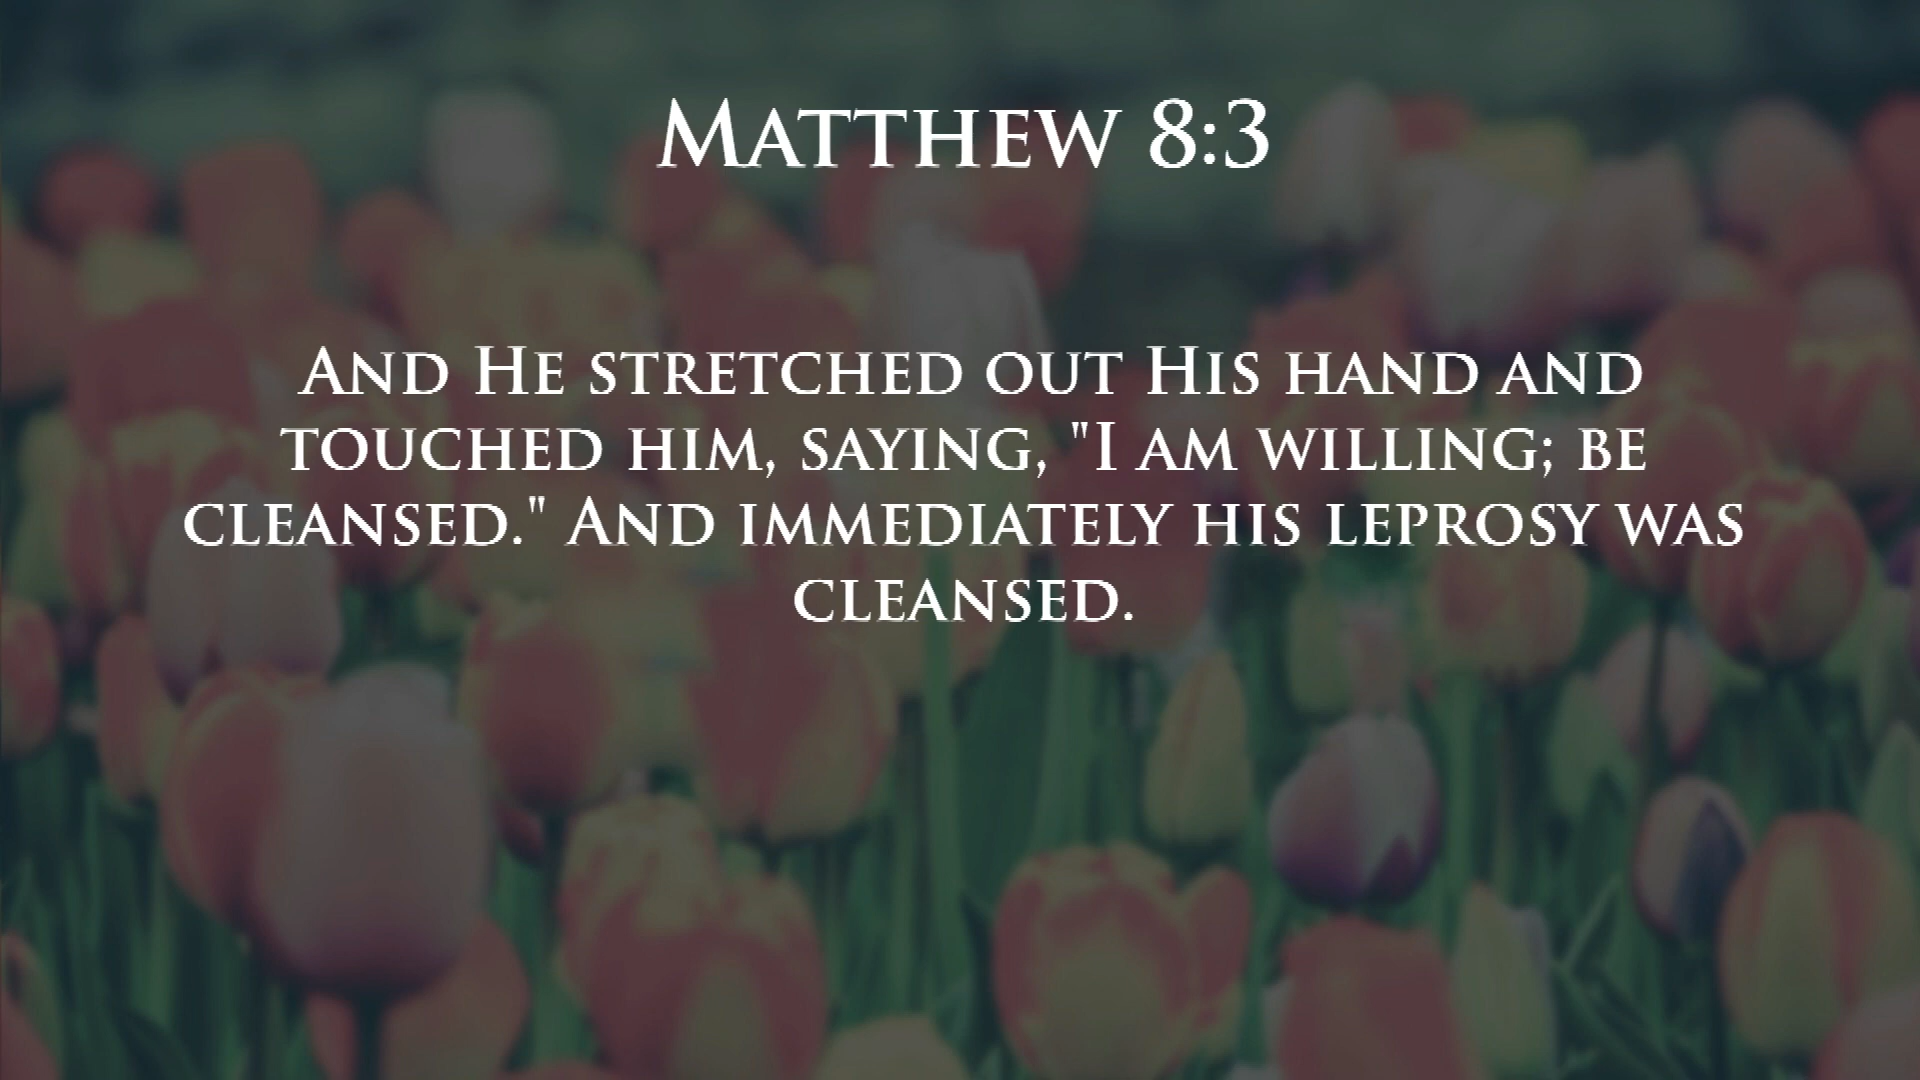 Matthew 8:3
And He stretched out His hand and
touched him, saying, "I am willing; be
cleansed." And immediately his leprosy was
cleansed.